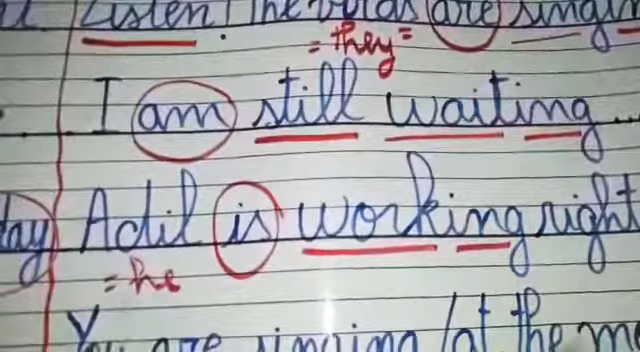 Listen! The birds are singing
= they =
I am still waiting ...
day Adil is working right
= he
You are singing at the